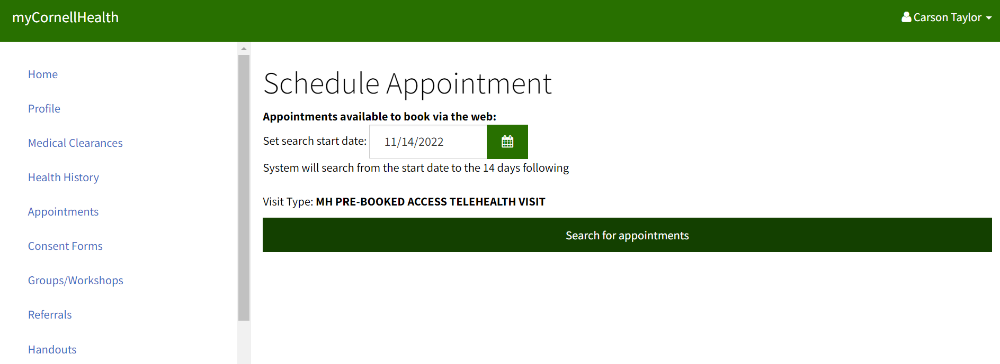 myCornellHealth
Carson Taylor
Home
Profile
Medical Clearances
Health History
Appointments
Consent Forms
Groups/Workshops
Referrals
Handouts
Schedule Appointment
Appointments available to book via the web:
Set search start date: 11/14/2022
System will search from the start date to the 14 days following
Visit Type: MH PRE-BOOKED ACCESS TELEHEALTH VISIT
Search for appointments